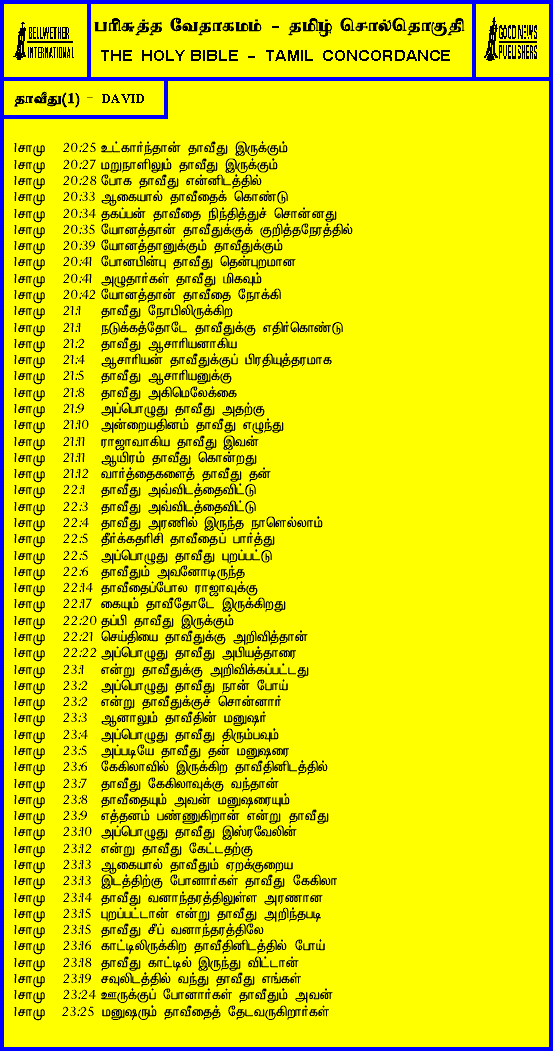 BELLWETHER
INTERNATIONAL
பரிசுத்த வேதாகமம் - தமிழ் சொல்தொகுதி
THE HOLY BIBLE - TAMIL CONCORDANCE
GOOD NEWS
PUBLISHERS
தாவீது(1) - DAVID
1சாமு 20:25 உட்கார்ந்தான் தாவீது இருக்கும்
1சாமு 20:27 மறுநாளிலும் தாவீது இருக்கும்
1சாமு 20:28 போக தாவீது என்னிடத்தில்
1சாமு 20:33 ஆகையால் தாவீதைக் கொண்டு
1சாமு 20:34 தகப்பன் தாவீதை நிந்தித்துச் சொன்னது
1சாமு 20:35 யோனத்தான் தாவீதுக்குக் குறித்தநேரத்தில்
1சாமு 20:39 யோனத்தானுக்கும் தாவீதுக்கும்
1சாமு 20:41 போனபின்பு தாவீது தென்புறமான
1சாமு 20:41 அழுதார்கள் தாவீது மிகவும்
1சாமு 20:42 யோனத்தான் தாவீதை நோக்கி
1சாமு 21:1 தாவீது நோபிலிருக்கிற
1சாமு 21:1 நடுக்கத்தோடே தாவீதுக்கு எதிர்கொண்டு
1சாமு 21:2 தாவீது ஆசாரியனாகிய
1சாமு 21:4 ஆசாரியன் தாவீதுக்குப் பிரதியுத்தரமாக
1சாமு 21:5 தாவீது ஆசாரியனுக்கு
1சாமு 21:8 தாவீது அகிமெலேக்கை
1சாமு 21:9 அப்பொழுது தாவீது அதற்கு
1சாமு 21:10 அன்றையதினம் தாவீது எழுந்து
1சாமு 21:11 ராஜாவாகிய தாவீது இவன்
1சாமு 21:11 ஆயிரம் தாவீது கொன்றது
1சாமு 21:12 வார்த்தைகளைத் தாவீது தன்
1சாமு 22:1 தாவீது அவ்விடத்தைவிட்டு
1சாமு 22:3 தாவீது அவ்விடத்தைவிட்டு
1சாமு 22:4 தாவீது அரணில் இருந்த நாளெல்லாம்
1சாமு 22:5 தீர்க்கதரிசி தாவீதைப் பார்த்து
1சாமு 22:5 அப்பொழுது தாவீது புறப்பட்டு
1சாமு 22:6 தாவீதும் அவனோடிருந்த
1சாமு 22:14 தாவீதைப்போல ராஜாவுக்கு
1சாமு 22:17 கையும் தாவீதோடே இருக்கிறது
1சாமு 22:20 தப்பி தாவீது இருக்கும்
1சாமு 22:21 செய்தியை தாவீதுக்கு அறிவித்தான்
1சாமு 22:22 அப்பொழுது தாவீது அபியத்தாரை
1சாமு 23:1 என்று தாவீதுக்கு அறிவிக்கப்பட்டது
1சாமு 23:2 அப்பொழுது தாவீது நான் போய்
1சாமு 23:2 என்று தாவீதுக்குச் சொன்னார்
1சாமு 23:3 ஆனாலும் தாவீதின் மனுஷர்
1சாமு 23:4 அப்பொழுது தாவீது திரும்பவும்
1சாமு 23:5 அப்படியே தாவீது தன் மனுஷரை
1சாமு 23:6 கேகிலாவில் இருக்கிற தாவீதினிடத்தில்
1சாமு 23:7 தாவீது கேகிலாவுக்கு வந்தான்
1சாமு 23:8 தாவீதையும் அவன் மனுஷரையும்
1சாமு 23:9 எத்தனம் பண்ணுகிறான் என்று தாவீது
1சாமு 23:10 அப்பொழுது தாவீது இஸ்ரவேலின்
1சாமு 23:12 என்று தாவீது கேட்டதற்கு
1சாமு 23:13 ஆகையால் தாவீதும் ஏறக்குறைய
1சாமு 23:13 இடத்திற்கு போனார்கள் தாவீது கேகிலா
1சாமு 23:14 தாவீது வனாந்தரத்திலுள்ள அரணான
1சாமு 23:15 புறப்பட்டான் என்று தாவீது அறிந்தபடி
1சாமு 23:15 தாவீது சீப் வனாந்தரத்திலே
1சாமு 23:16 காட்டிலிருக்கிற தாவீதினிடத்தில் போய்
1சாமு 23:18 தாவீது காட்டில் இருந்து விட்டான்
1சாமு 23:19 சவுலிடத்தில் வந்து தாவீது எங்கள்
1சாமு 23:24 ஊருக்குப் போனார்கள் தாவீதும் அவன்
1சாமு 23:25 மனுஷரும் தாவீதைத் தேடவருகிறார்கள்